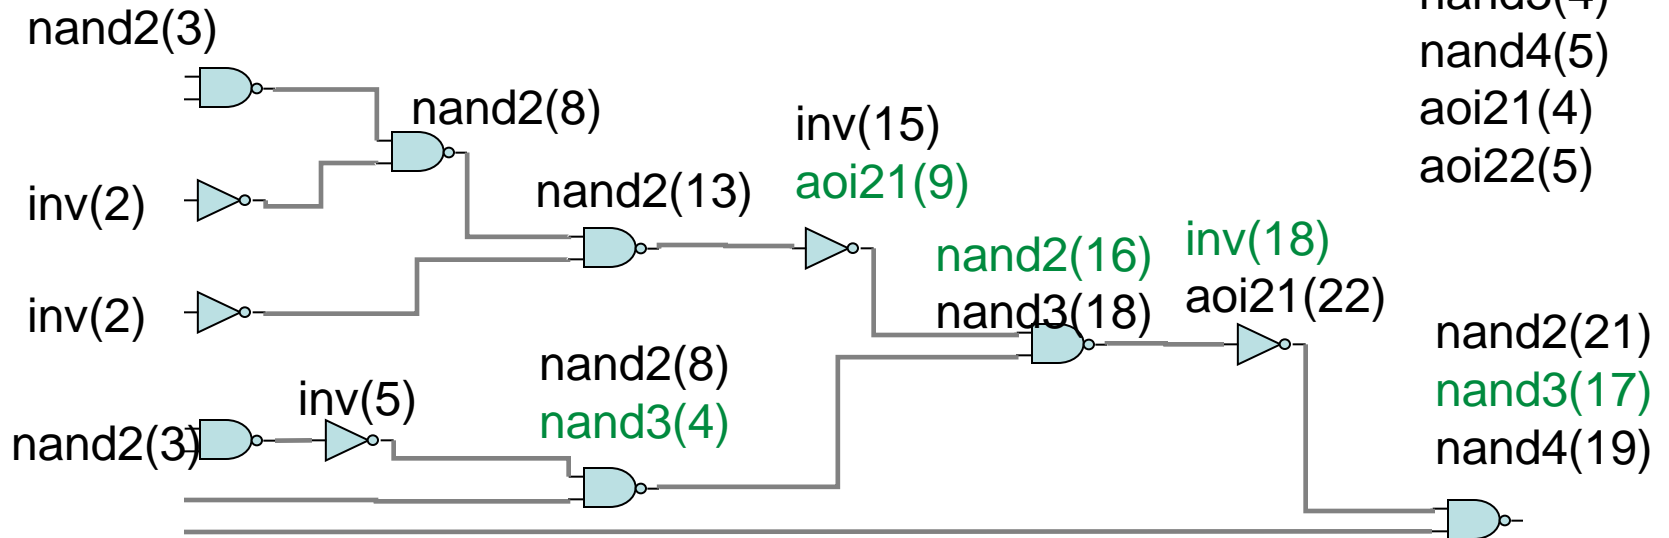 nand2(3)
nand3(4)
nand4(5)
aoi21(4)
aoi22(5)
nand2(8)
inv(15)
aoi21(9)
inv(2)
nand2(13)
nand2(16)
nand3(18)
inv(18)
aoi21(22)
inv(2)
nand2(8)
nand3(4)
nand2(21)
nand3(17)
nand4(19)
inv(5)
nand2(3)